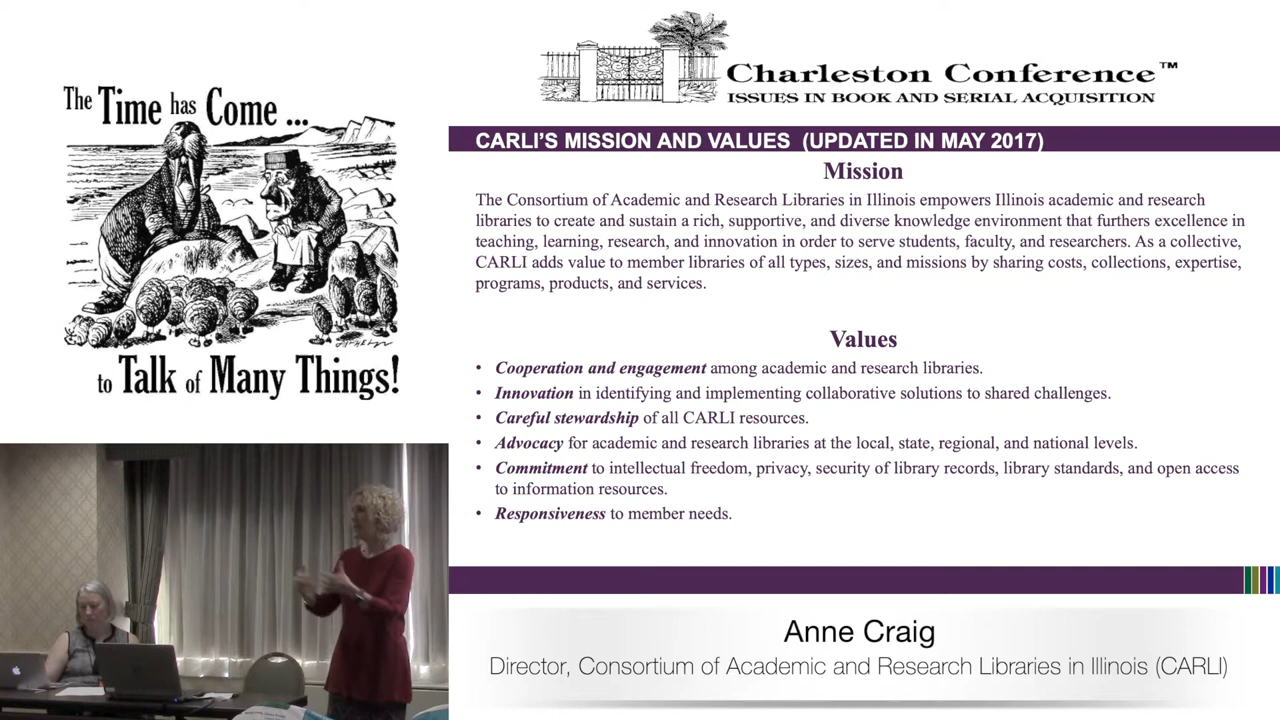 The Time has Come ...
to Talk of Many Things!
Charleston Conference™
ISSUES IN BOOK AND SERIAL ACQUISITION
CARLI'S MISSION AND VALUES (UPDATED IN MAY 2017)
Mission
The Consortium of Academic and Research Libraries in Illinois empowers Illinois academic and research
libraries to create and sustain a rich, supportive, and diverse knowledge environment that furthers excellence in
teaching, learning, research, and innovation in order to serve students, faculty, and researchers. As a collective,
CARLI adds value to member libraries of all types, sizes, and missions by sharing costs, collections, expertise,
programs, products, and services.
Values
• Cooperation and engagement among academic and research libraries.
• Innovation in identifying and implementing collaborative solutions to shared challenges.
• Careful stewardship of all CARLI resources.
• Advocacy for academic and research libraries at the local, state, regional, and national levels.
• Commitment to intellectual freedom, privacy, security of library records, library standards, and open access
to information resources.
• Responsiveness to member needs.
Anne Craig
Director, Consortium of Academic and Research Libraries in Illinois (CARLI)